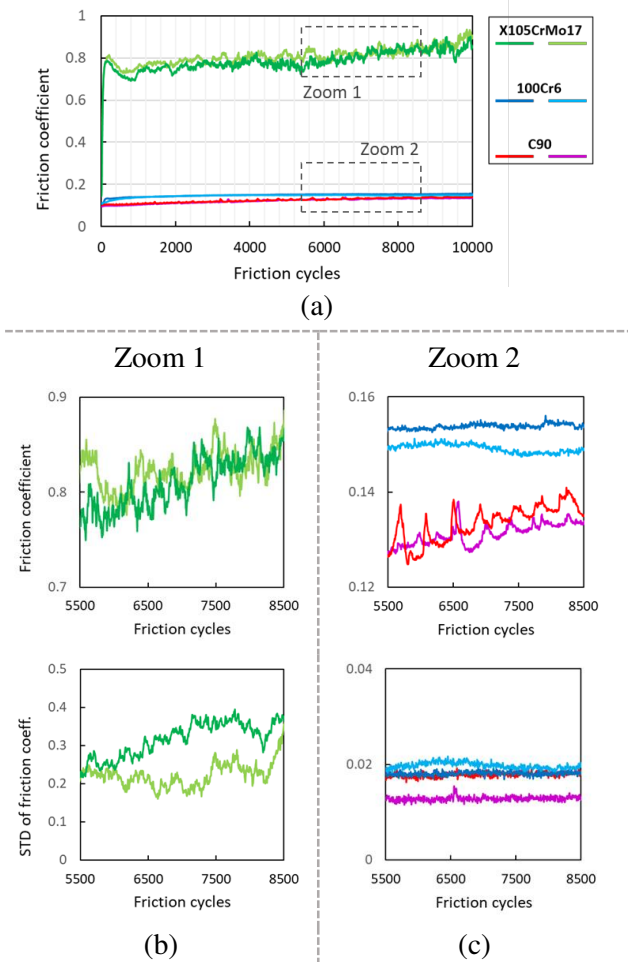 1
0.8
0.6
0.4
0.2
0
Friction coefficient
Zoom 1
Zoom 2
0 2000 4000 6000 8000 10000
Friction cycles
X105CrMo17
100Cr6
C90
(a)
Zoom 1
0.9
0.8
0.7
Friction coefficient
5500 6500 7500 8500
Friction cycles
0.5
0.4
0.3
0.2
0.1
0
STD of friction coeff.
5500 6500 7500 8500
Friction cycles
(b)
Zoom 2
0.16
0.14
0.12
5500 6500 7500 8500
Friction cycles
0.04
0.02
0
5500 6500 7500 8500
Friction cycles
(c)